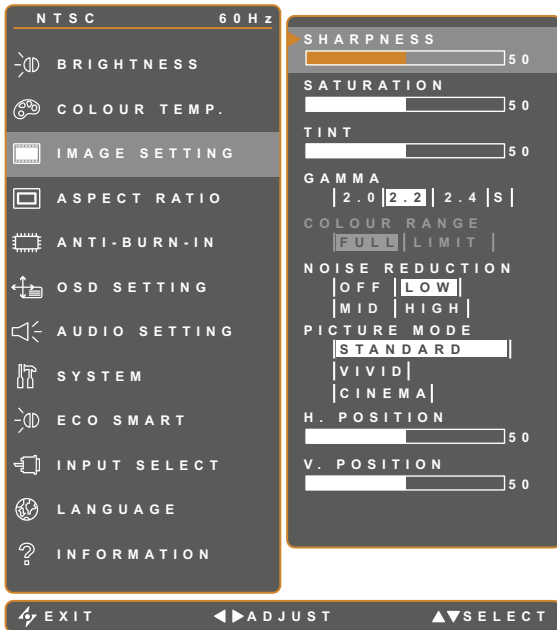 NTSC 60Hz
BRIGHTNESS
COLOUR TEMP.
IMAGE SETTING
ASPECT RATIO
ANTI-BURN-IN
OSD SETTING
AUDIO SETTING
SYSTEM
ECO SMART
INPUT SELECT
LANGUAGE
INFORMATION
SHARPNESS
50
SATURATION
50
TINT
50
GAMMA
2.0 2.2 2.4 S
COLOUR RANGE
FULL LIMIT
NOISE REDUCTION
OFF LOW
MID HIGH
PICTURE MODE
STANDARD
VIVID
CINEMA
H. POSITION
50
V. POSITION
50
EXIT ADJUST SELECT